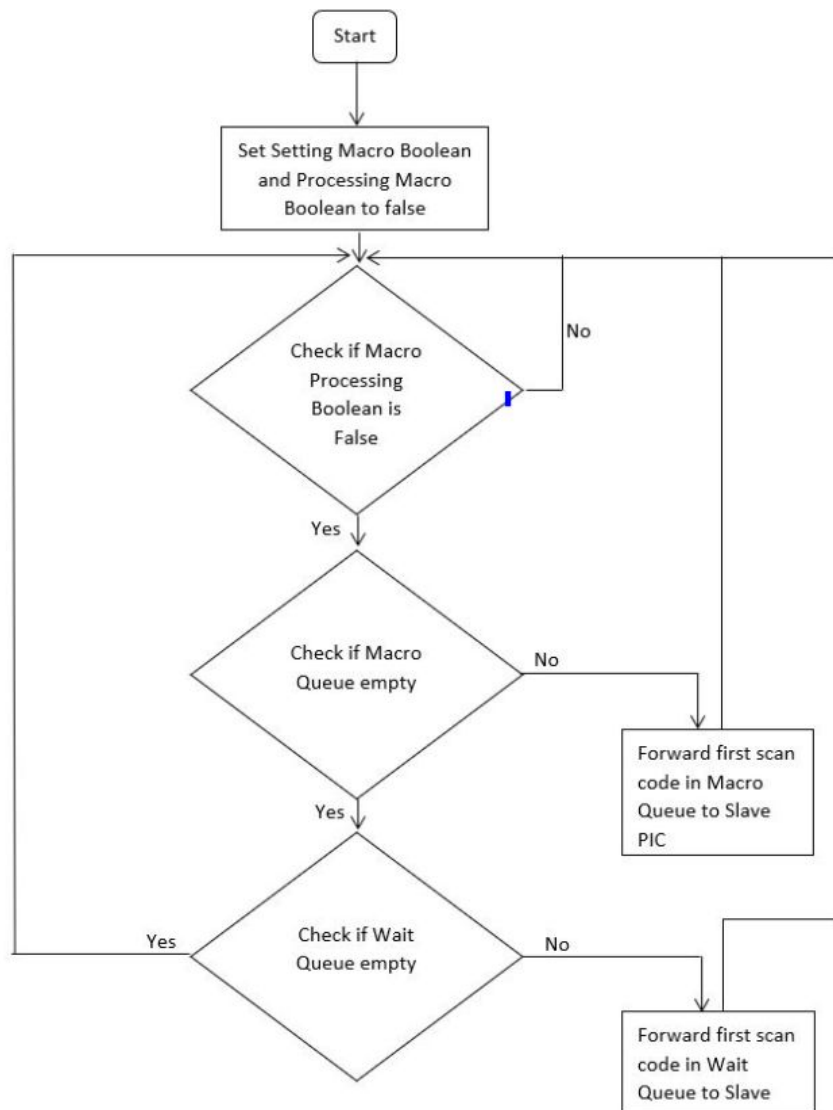 Start
Set Setting Macro Boolean
and Processing Macro
Boolean to false
No
Check if Macro
Processing
Boolean is
False
Yes
Check if Macro
Queue empty
No
Forward first scan
code in Macro
Queue to Slave
PIC
Yes
Check if Wait
Queue empty
Yes
No
Forward first scan
code in Wait
Queue to Slave